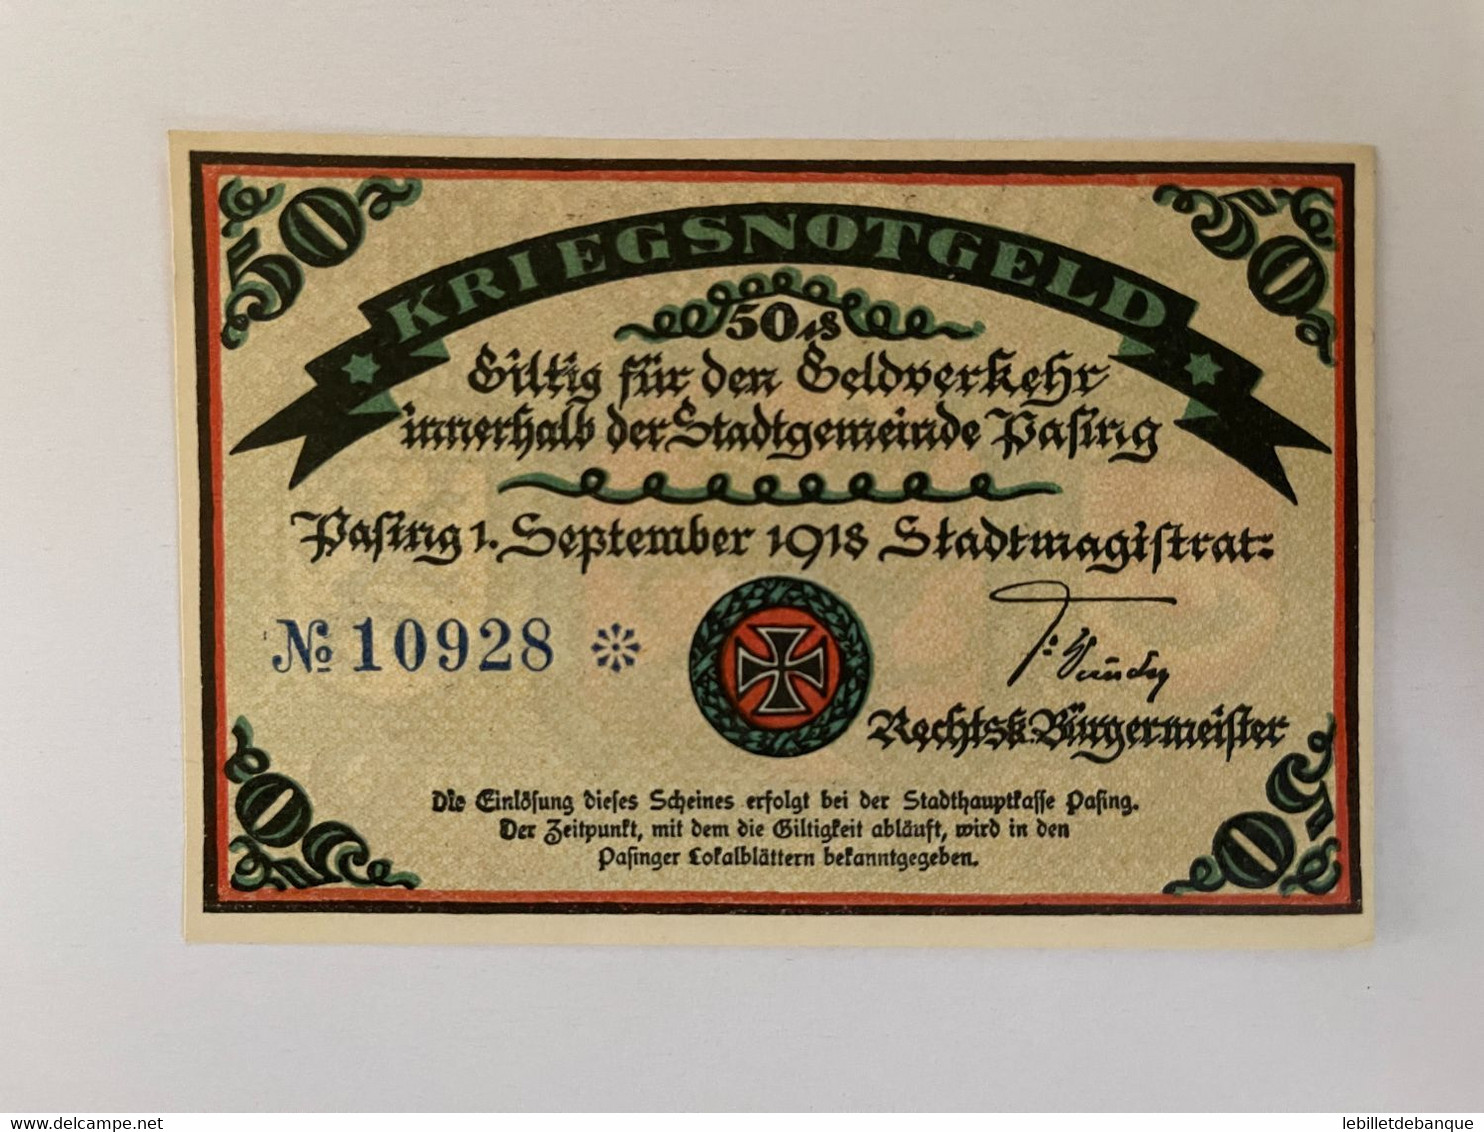 50
50
KRIEGSNOTGELD
50 ₰
Giltig für den Geldverkehr
innerhalb der Stadtgemeinde Pasing
Pasing 1. September 1918 Stadtmagistrat:
№ 10928
Rechtsk. Bürgermeister
Die Einlösung dieses Scheines erfolgt bei der Stadthauptkasse Pasing.
Der Zeitpunkt, mit dem die Giltigkeit abläuft, wird in den
Pasinger Lokalblättern bekanntgegeben.
50
50
delcampe.net
lebilletdebanque